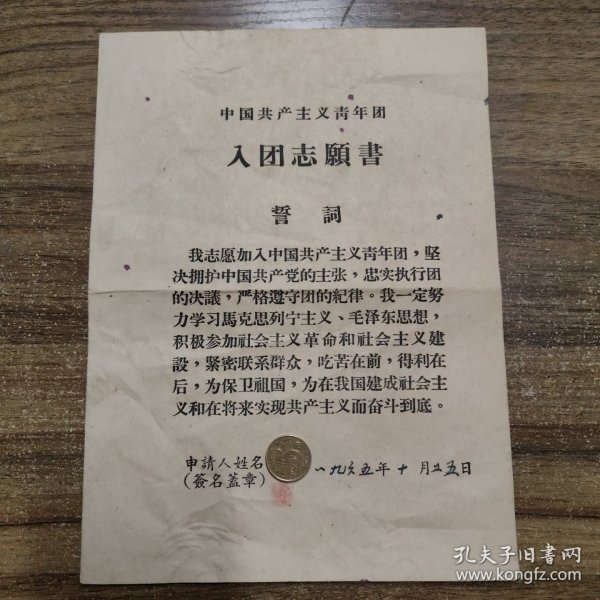 中国共产主义青年团
入团志願書
誓詞
我志愿加入中国共产主义青年团，坚
决拥护中国共产党的主张，忠实执行团
的决議，严格遵守团的紀律。我一定努
力学习馬克思列宁主义、毛泽东思想，
积极参加社会主义革命和社会主义建
設，紧密联系群众，吃苦在前，得利在
后，为保卫祖国，为在我国建成社会主
义和在将来实现共产主义而奋斗到底。
申請人姓名 一九六五年十月 五日
(簽名蓋章)
孔夫子旧書网
www.kongfz.com